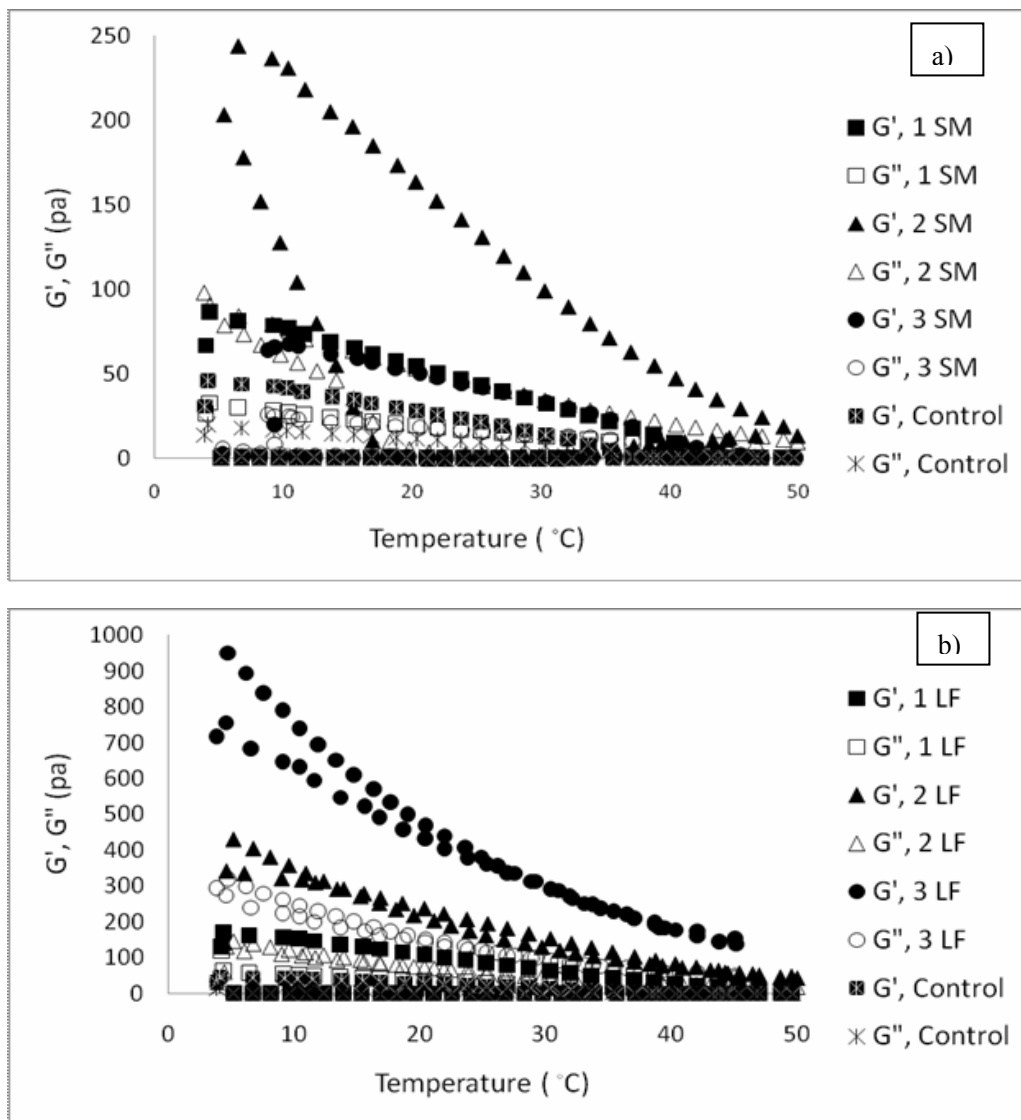 a)
250
200
150
100
50
0
G', G" (pa)
0 10 20 30 40 50
Temperature ( °C)
G', 1 SM
G", 1 SM
G', 2 SM
G", 2 SM
G', 3 SM
G", 3 SM
G', Control
G", Control
b)
1000
900
800
700
600
500
400
300
200
100
0
G', G" (pa)
0 10 20 30 40 50
Temperature ( °C)
G', 1 LF
G", 1 LF
G', 2 LF
G", 2 LF
G', 3 LF
G", 3 LF
G', Control
G", Control